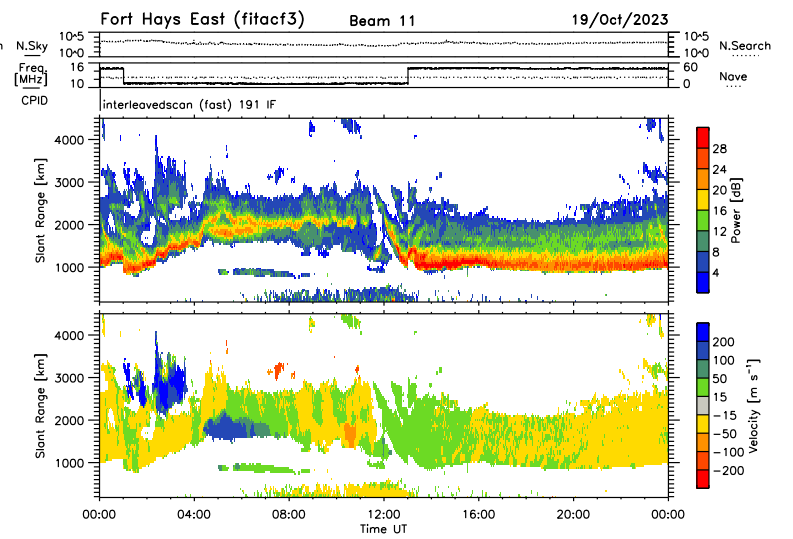 Fort Hays East (fitacf3) Beam 11 19/Oct/2023
n N.Sky 10^5 10^5 N.Search
10^0 10^0
Freq. 16 60 Nave
[MHz] 10 0
CPID interleavedscan (fast) 191 IF
Slant Range [km]
4000
3000
2000
1000
28
24
20
16
12
8
4
Power [dB]
Slant Range [km]
4000
3000
2000
1000
200
100
50
15
-15
-50
-100
-200
Velocity [m s⁻¹]
00:00 04:00 08:00 12:00 16:00 20:00 00:00
Time UT